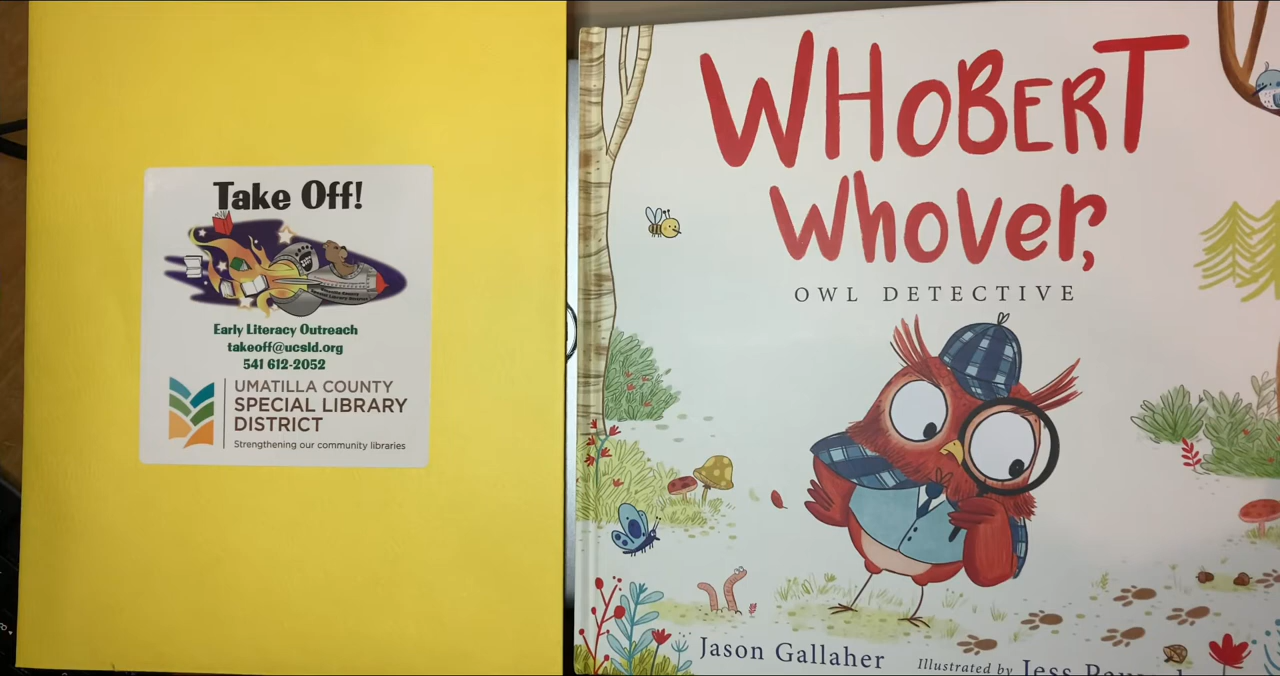 Take Off!
Early Literacy Outreach
takeoff@ucsld.org
541 612-2052
UMATILLA COUNTY
SPECIAL LIBRARY
DISTRICT
Strengthening our community libraries
WHOBERT
Whover,
OWL DETECTIVE
Jason Gallaher
Illustrated by Jess